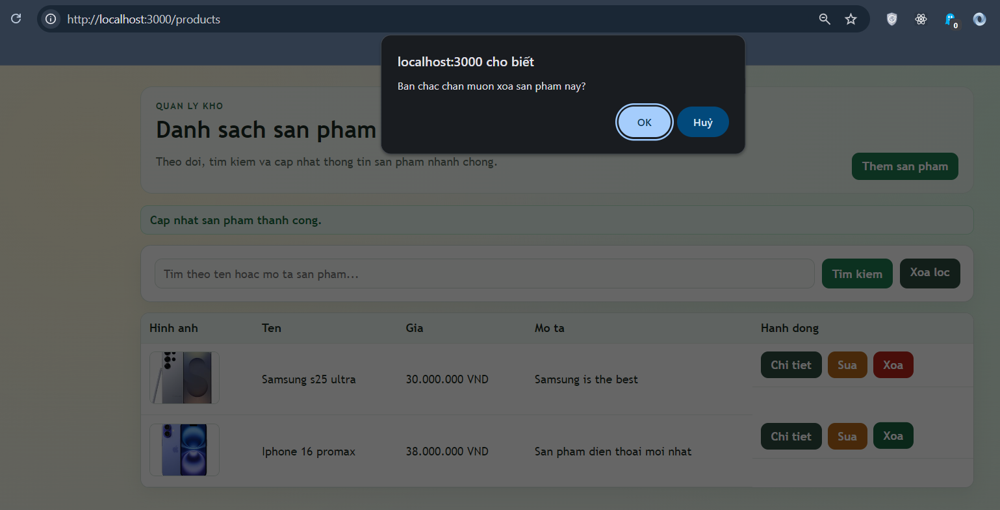 http://localhost:3000/products
0
localhost:3000 cho biết
Ban chac chan muon xoa san pham nay?
OK
Huỷ
QUAN LY KHO
Danh sach san pham
Theo doi, tim kiem va cap nhat thong tin san pham nhanh chong.
Them san pham
Cap nhat san pham thanh cong.
Tim theo ten hoac mo ta san pham...
Tim kiem
Xoa loc
Hinh anh Ten Gia Mo ta Hanh dong
Samsung s25 ultra 30.000.000 VND Samsung is the best Chi tiet Sua Xoa
Iphone 16 promax 38.000.000 VND San pham dien thoai moi nhat Chi tiet Sua Xoa